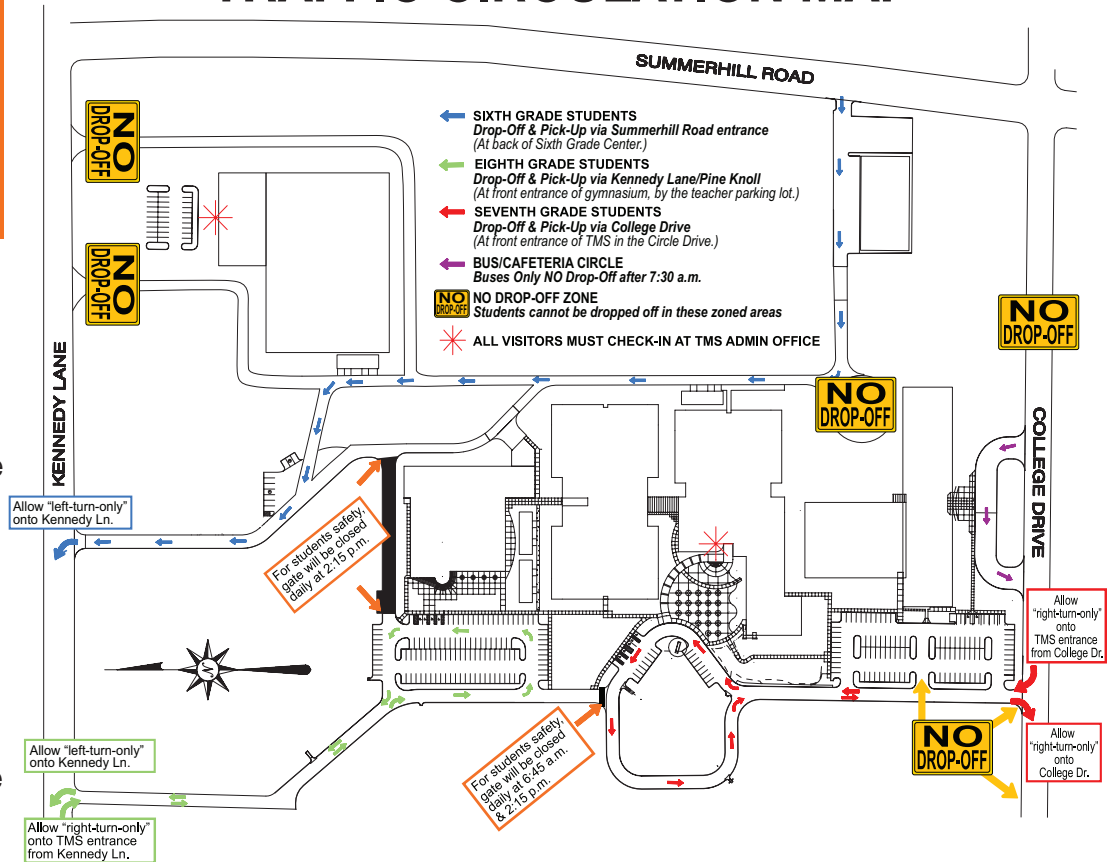 TRAFFIC CIRCULATION MAP
SUMMERHILL ROAD
NO
DROP-OFF
NO
DROP-OFF
SIXTH GRADE STUDENTS
Drop-Off & Pick-Up via Summerhill Road entrance
(At back of Sixth Grade Center.)
EIGHTH GRADE STUDENTS
Drop-Off & Pick-Up via Kennedy Lane/Pine Knoll
(At front entrance of gymnasium, by the teacher parking lot.)
SEVENTH GRADE STUDENTS
Drop-Off & Pick-Up via College Drive
(At front entrance of TMS in the Circle Drive.)
BUS/CAFETERIA CIRCLE
Buses Only NO Drop-Off after 7:30 a.m.
NO
DROP-OFF
NO DROP-OFF ZONE
Students cannot be dropped off in these zoned areas
ALL VISITORS MUST CHECK-IN AT TMS ADMIN OFFICE
NO
DROP-OFF
NO
DROP-OFF
KENNEDY LANE
COLLEGE DRIVE
e
Allow "left-turn-only"
onto Kennedy Ln.
For students safety,
gate will be closed
daily at 2:15 p.m.
Allow
"right-turn-only"
onto
TMS entrance
from College Dr.
N
NO
DROP-OFF
Allow
"right-turn-only"
onto
College Dr.
For students safety,
gate will be closed
daily at 6:45 a.m.
& 2:15 p.m.
Allow "left-turn-only"
onto Kennedy Ln.
e
Allow "right-turn-only"
onto TMS entrance
from Kennedy Ln.